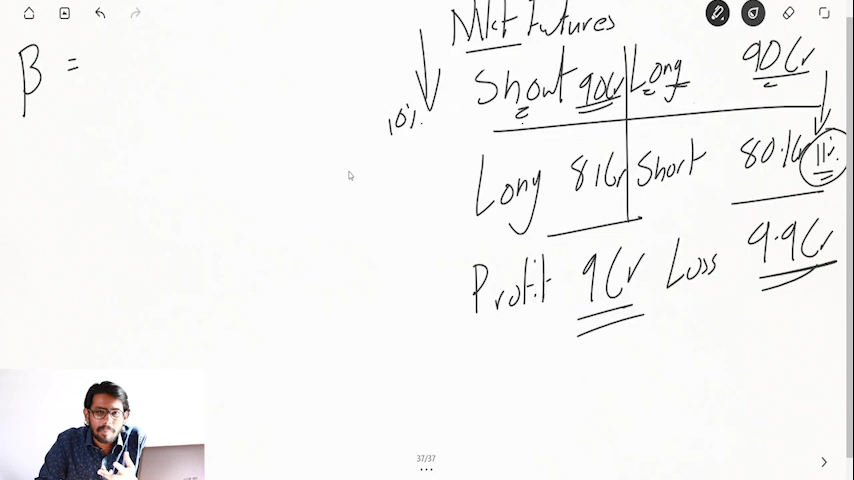 β =
Mkt Futures
Short 90Cr Long 90Cr
10%
Long 81Cr Short 80.1Cr 11%
Profit 9Cr Loss 9.9Cr
37/37